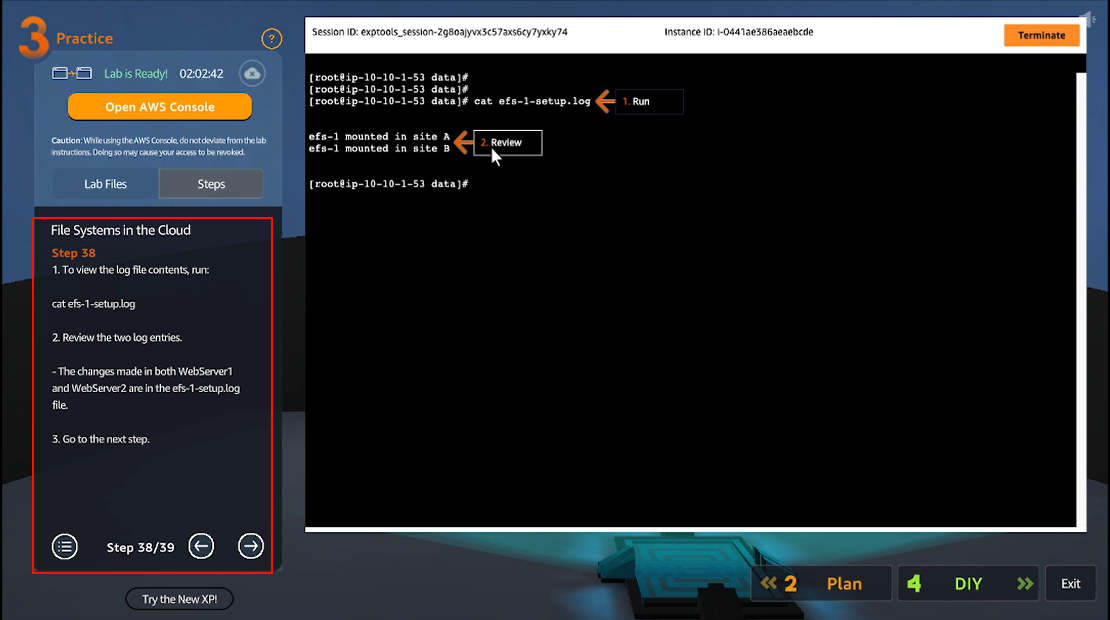 3 Practice
?
Lab is Ready! 02:02:42
Open AWS Console
Caution: While using the AWS Console, do not deviate from the lab
instructions. Doing so may cause your access to be revoked.
Lab Files
Steps
File Systems in the Cloud
Step 38
1. To view the log file contents, run:
cat efs-1-setup.log
2. Review the two log entries.
- The changes made in both WebServer1
and WebServer2 are in the efs-1-setup.log
file.
3. Go to the next step.
Step 38/39
Try the New XP!
Session ID: exptools_session-2g8oajyvx3c57axs6cy7yxky74
Instance ID: i-0441ae386aeaebcde
Terminate
[root@ip-10-10-1-53 data]#
[root@ip-10-10-1-53 data]#
[root@ip-10-10-1-53 data]# cat efs-1-setup.log
1. Run
efs-1 mounted in site A
efs-1 mounted in site B
2. Review
[root@ip-10-10-1-53 data]#
2 Plan
4 DIY
Exit